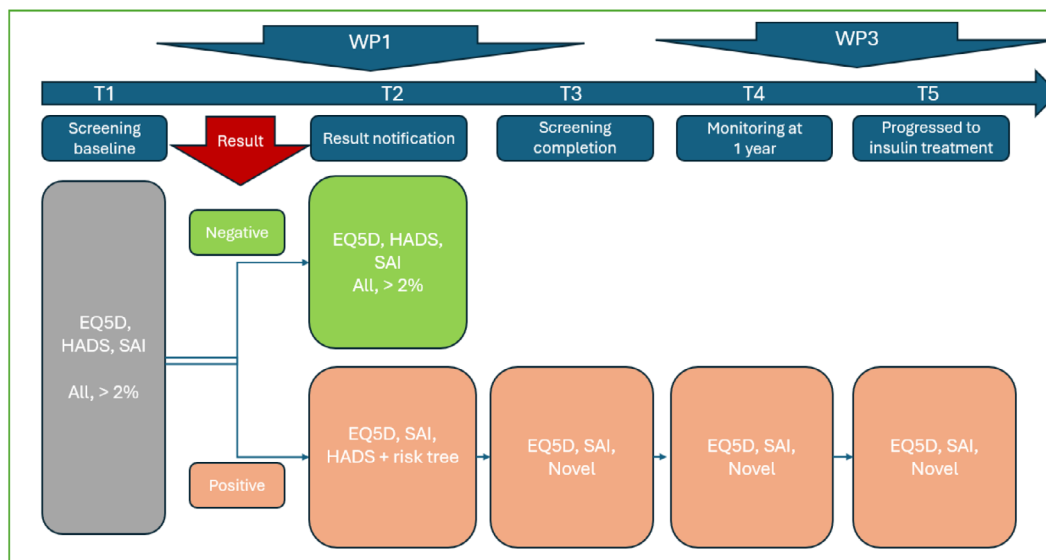 WP1
WP3
T1
T2
T3
T4
T5
Screening
baseline
Result
Result notification
Screening
completion
Monitoring at
1 year
Progressed to
insulin treatment
Negative
EQ5D, HADS,
SAI
All, > 2%
EQ5D,
HADS, SAI
All, > 2%
Positive
EQ5D, SAI,
HADS + risk tree
EQ5D, SAI,
Novel
EQ5D, SAI,
Novel
EQ5D, SAI,
Novel